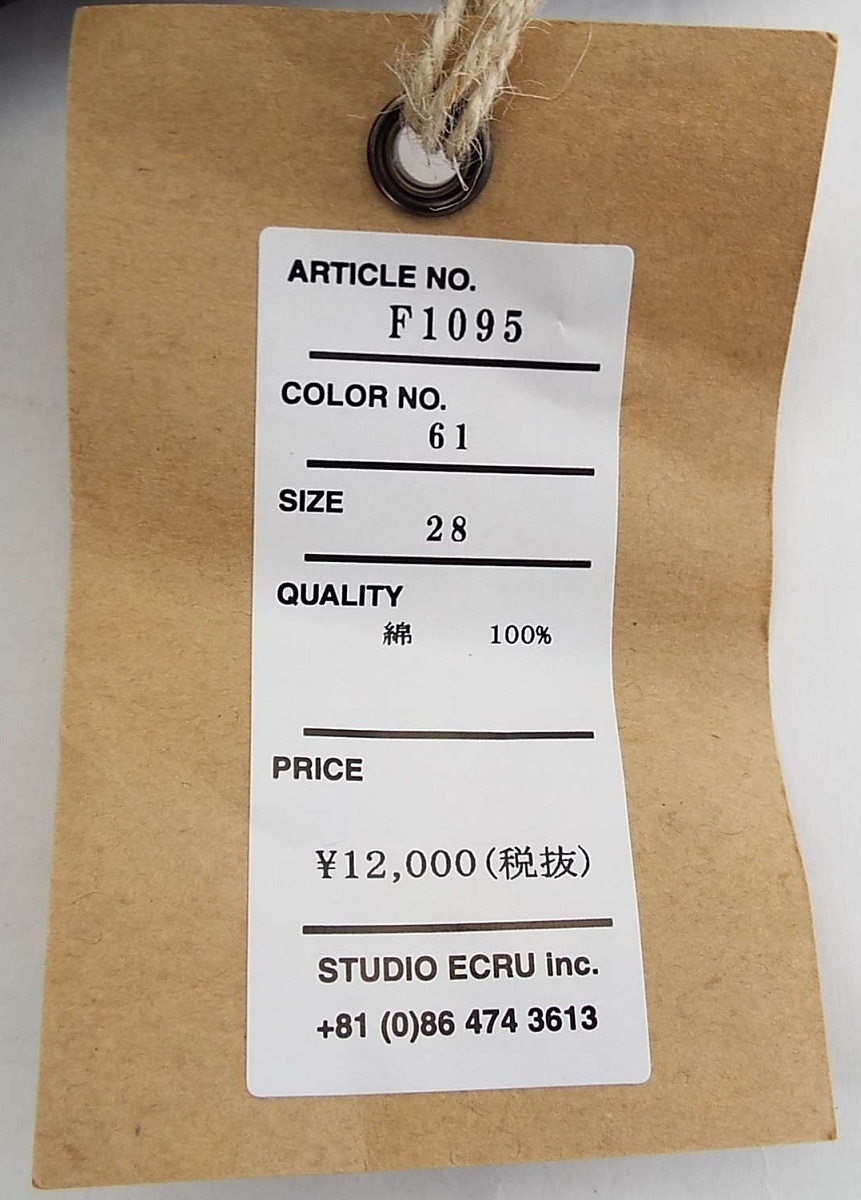 ARTICLE NO.
F1095
COLOR NO.
61
SIZE
28
QUALITY
綿 100%
PRICE
¥12,000(税抜)
STUDIO ECRU inc.
+81 (0)86 474 3613